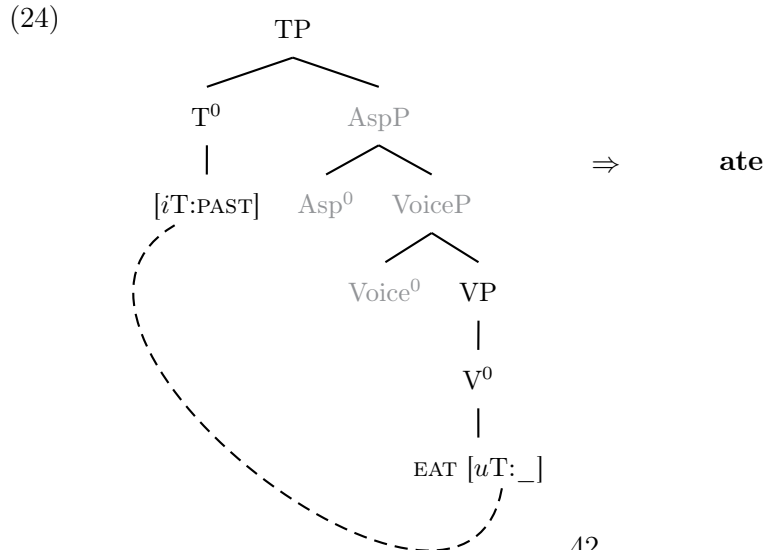 (24)
TP
T⁰ AspP
[iT:PAST] Asp⁰ VoiceP ⇒ ate
Voice⁰ VP
V⁰
EAT [uT:_]
42